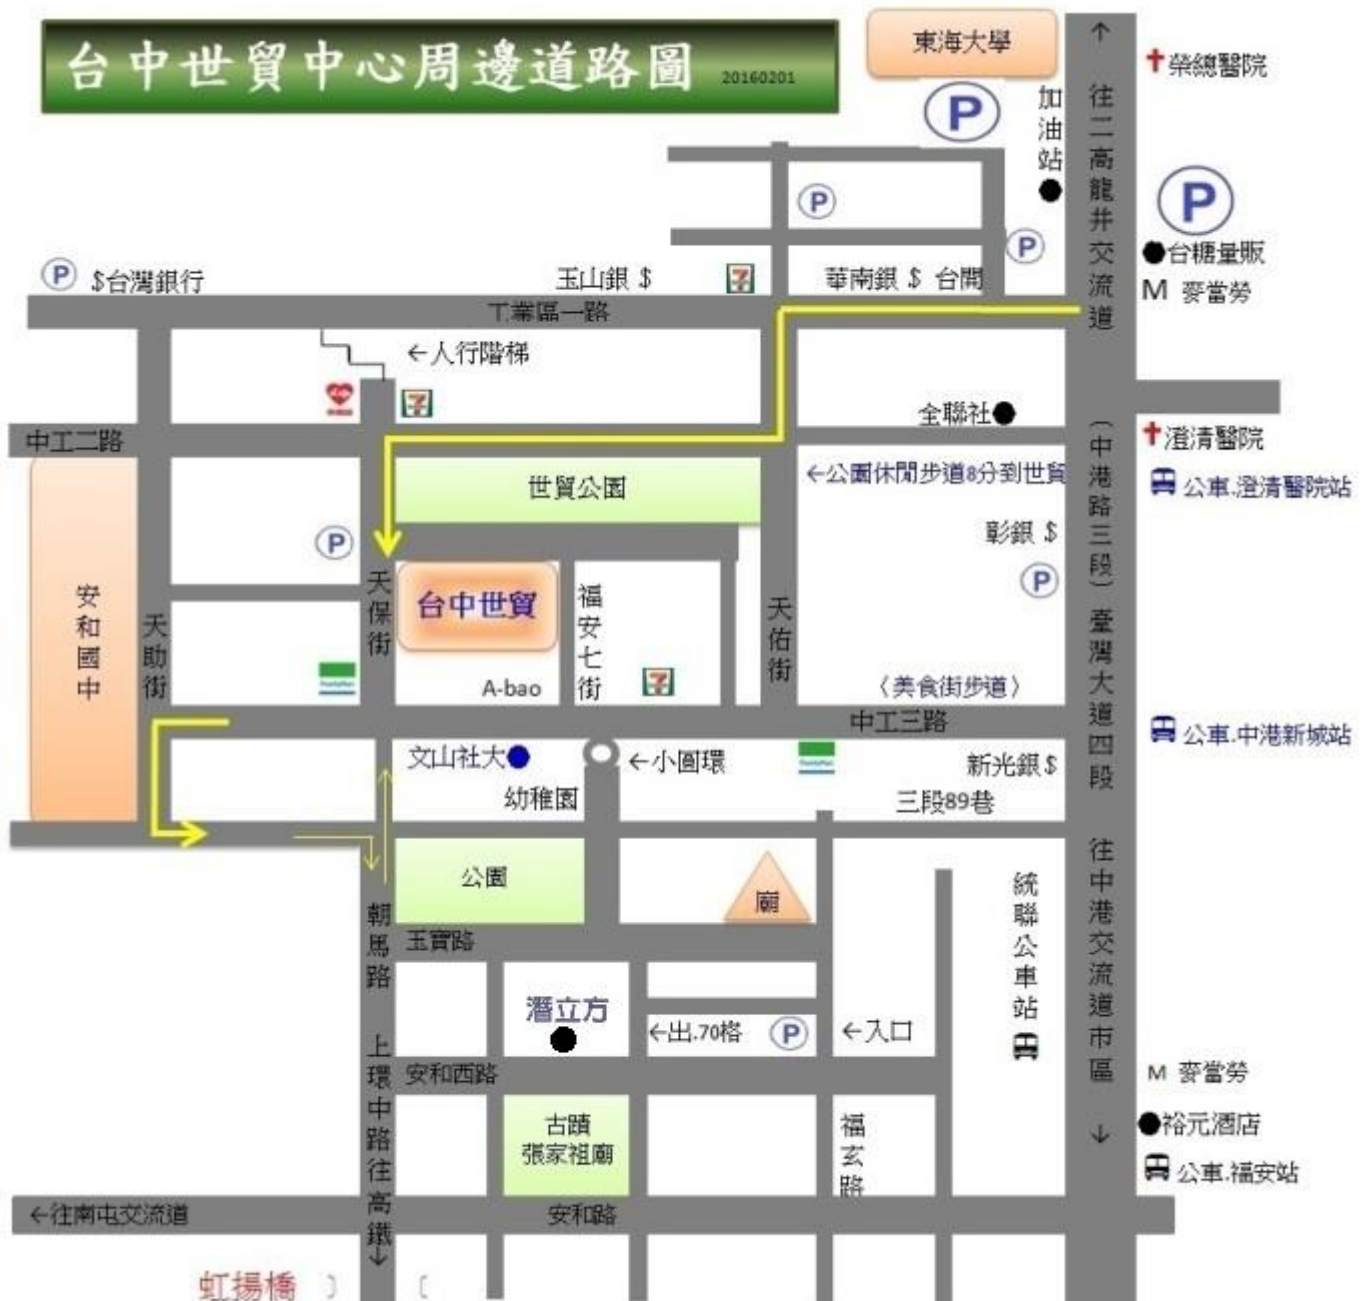 台中世貿中心周邊道路圖 20160201
東海大學
P
加油站
↑往二高龍井交流道
榮總醫院
P
P
P
P
台糖量販
M 麥當勞
$台灣銀行
玉山銀 $
7
華南銀 $ 台開
工業區一路
←人行階梯
7
全聯社
中工二路
世貿公園
←公園休閒步道8分到世貿
(中港路三段)臺灣大道四段
澄清醫院
公車.澄清醫院站
彰銀 $
P
P
安和國中
天助街
天保街
台中世貿
福安七街
天佑街
FamilyMart
A-bao
7
〈美食街步道〉
中工三路
公車.中港新城站
文山社大
←小圓環
FamilyMart
新光銀$
幼稚園
三段89巷
公園
廟
統聯公車站
往中港交流道市區↓
朝馬路
玉寶路
潛立方
←出.70格
P
←入口
上環中路往高鐵↓
安和西路
M 麥當勞
古蹟
張家祖廟
福玄路
裕元酒店
公車.福安站
←往南屯交流道
安和路
虹揚橋